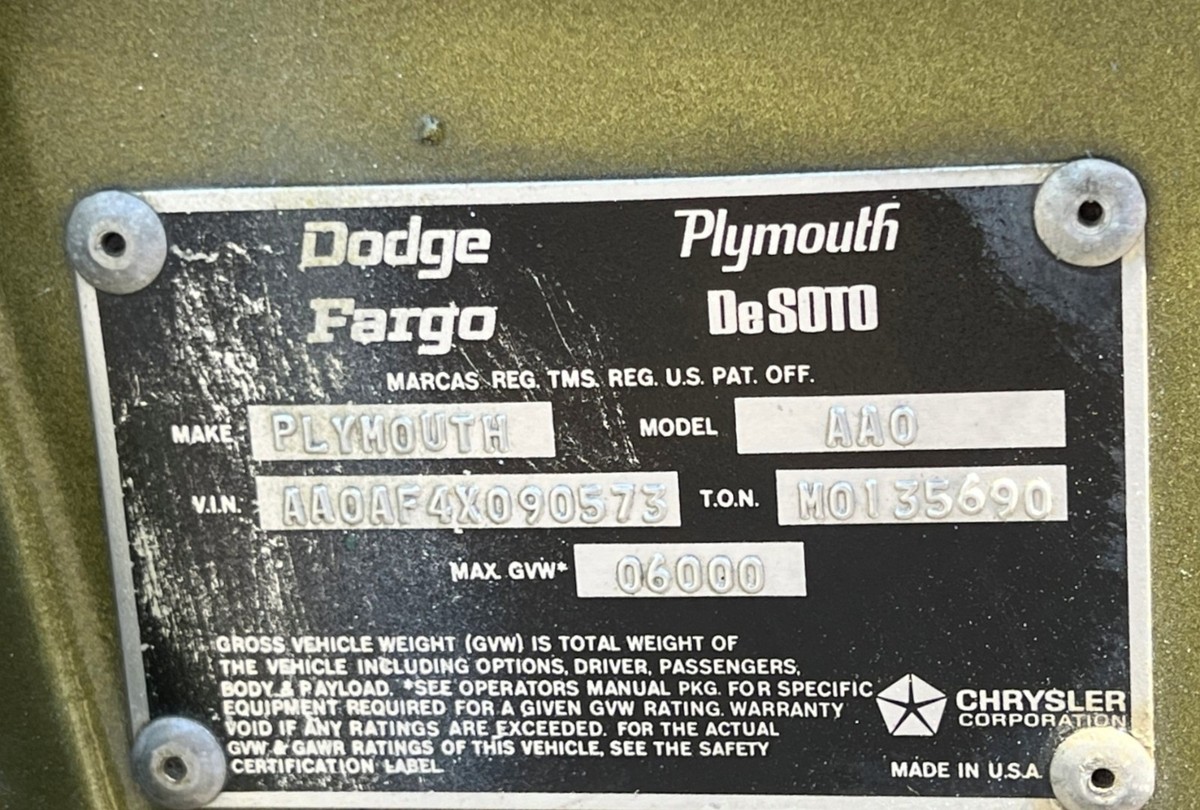 Dodge Plymouth
Fargo DeSOTO
MARCAS REG. TMS. REG. U.S. PAT. OFF.
MAKE PLYMOUTH MODEL AA0
V.I.N. AA0AF4X090573 T.O.N. M0135690
MAX. GVW* 06000
GROSS VEHICLE WEIGHT (GVW) IS TOTAL WEIGHT OF
THE VEHICLE INCLUDING OPTIONS, DRIVER, PASSENGERS,
BODY & PAYLOAD. *SEE OPERATORS MANUAL PKG. FOR SPECIFIC
EQUIPMENT REQUIRED FOR A GIVEN GVW RATING. WARRANTY
VOID IF ANY RATINGS ARE EXCEEDED. FOR THE ACTUAL
GVW & GAWR RATINGS OF THIS VEHICLE, SEE THE SAFETY
CERTIFICATION LABEL
CHRYSLER
CORPORATION
MADE IN U.S.A.